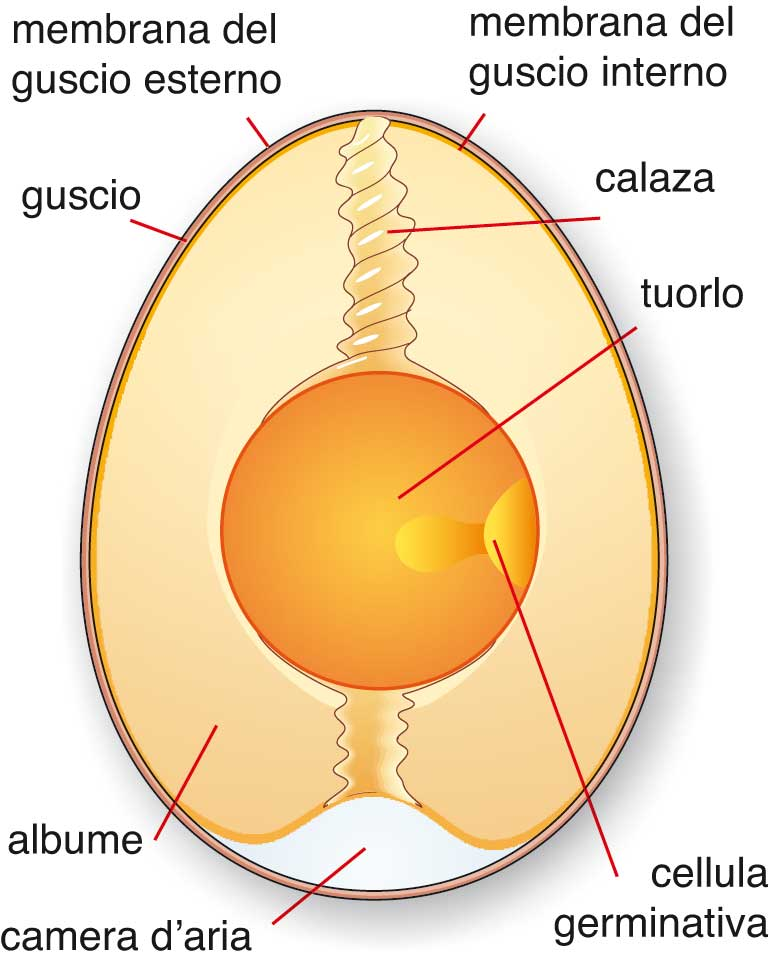 membrana del
guscio esterno
membrana del
guscio interno
guscio
calaza
tuorlo
albume
camera d’aria
cellula
germinativa